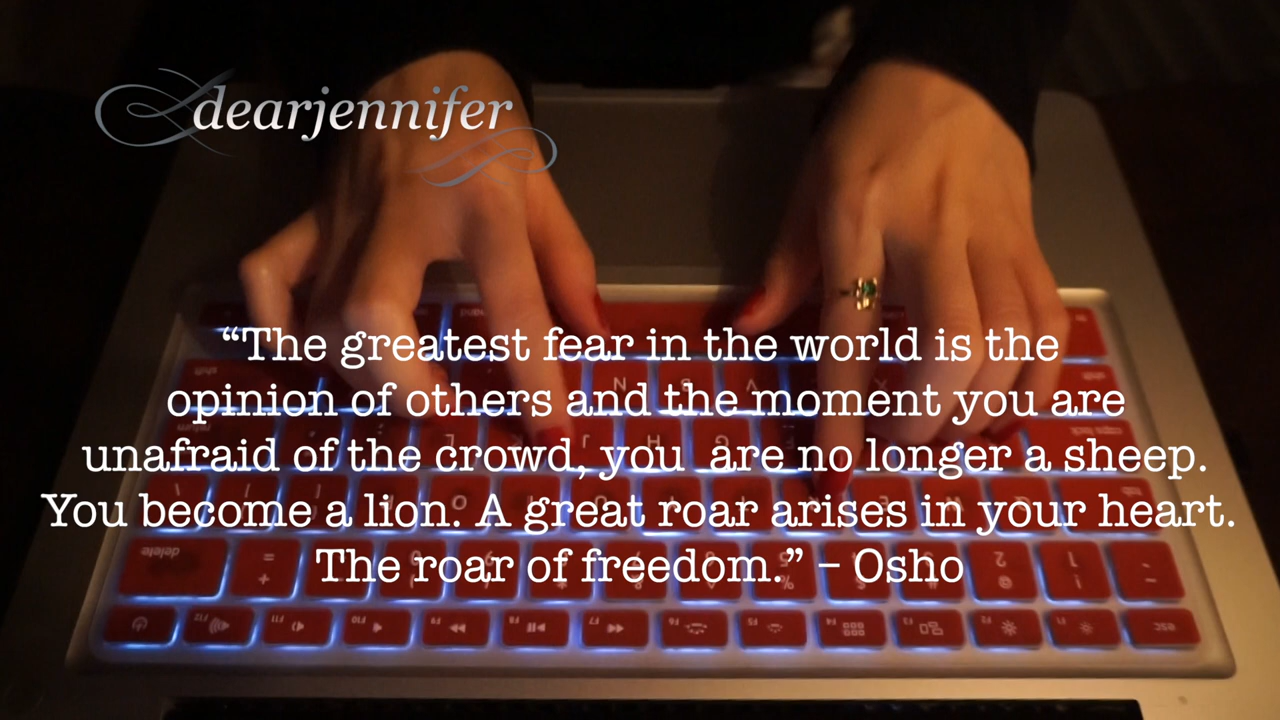 dearjennifer
“The greatest fear in the world is the
opinion of others and the moment you are
unafraid of the crowd, you  are no longer a sheep.
You become a lion. A great roar arises in your heart.
The roar of freedom.” – Osho